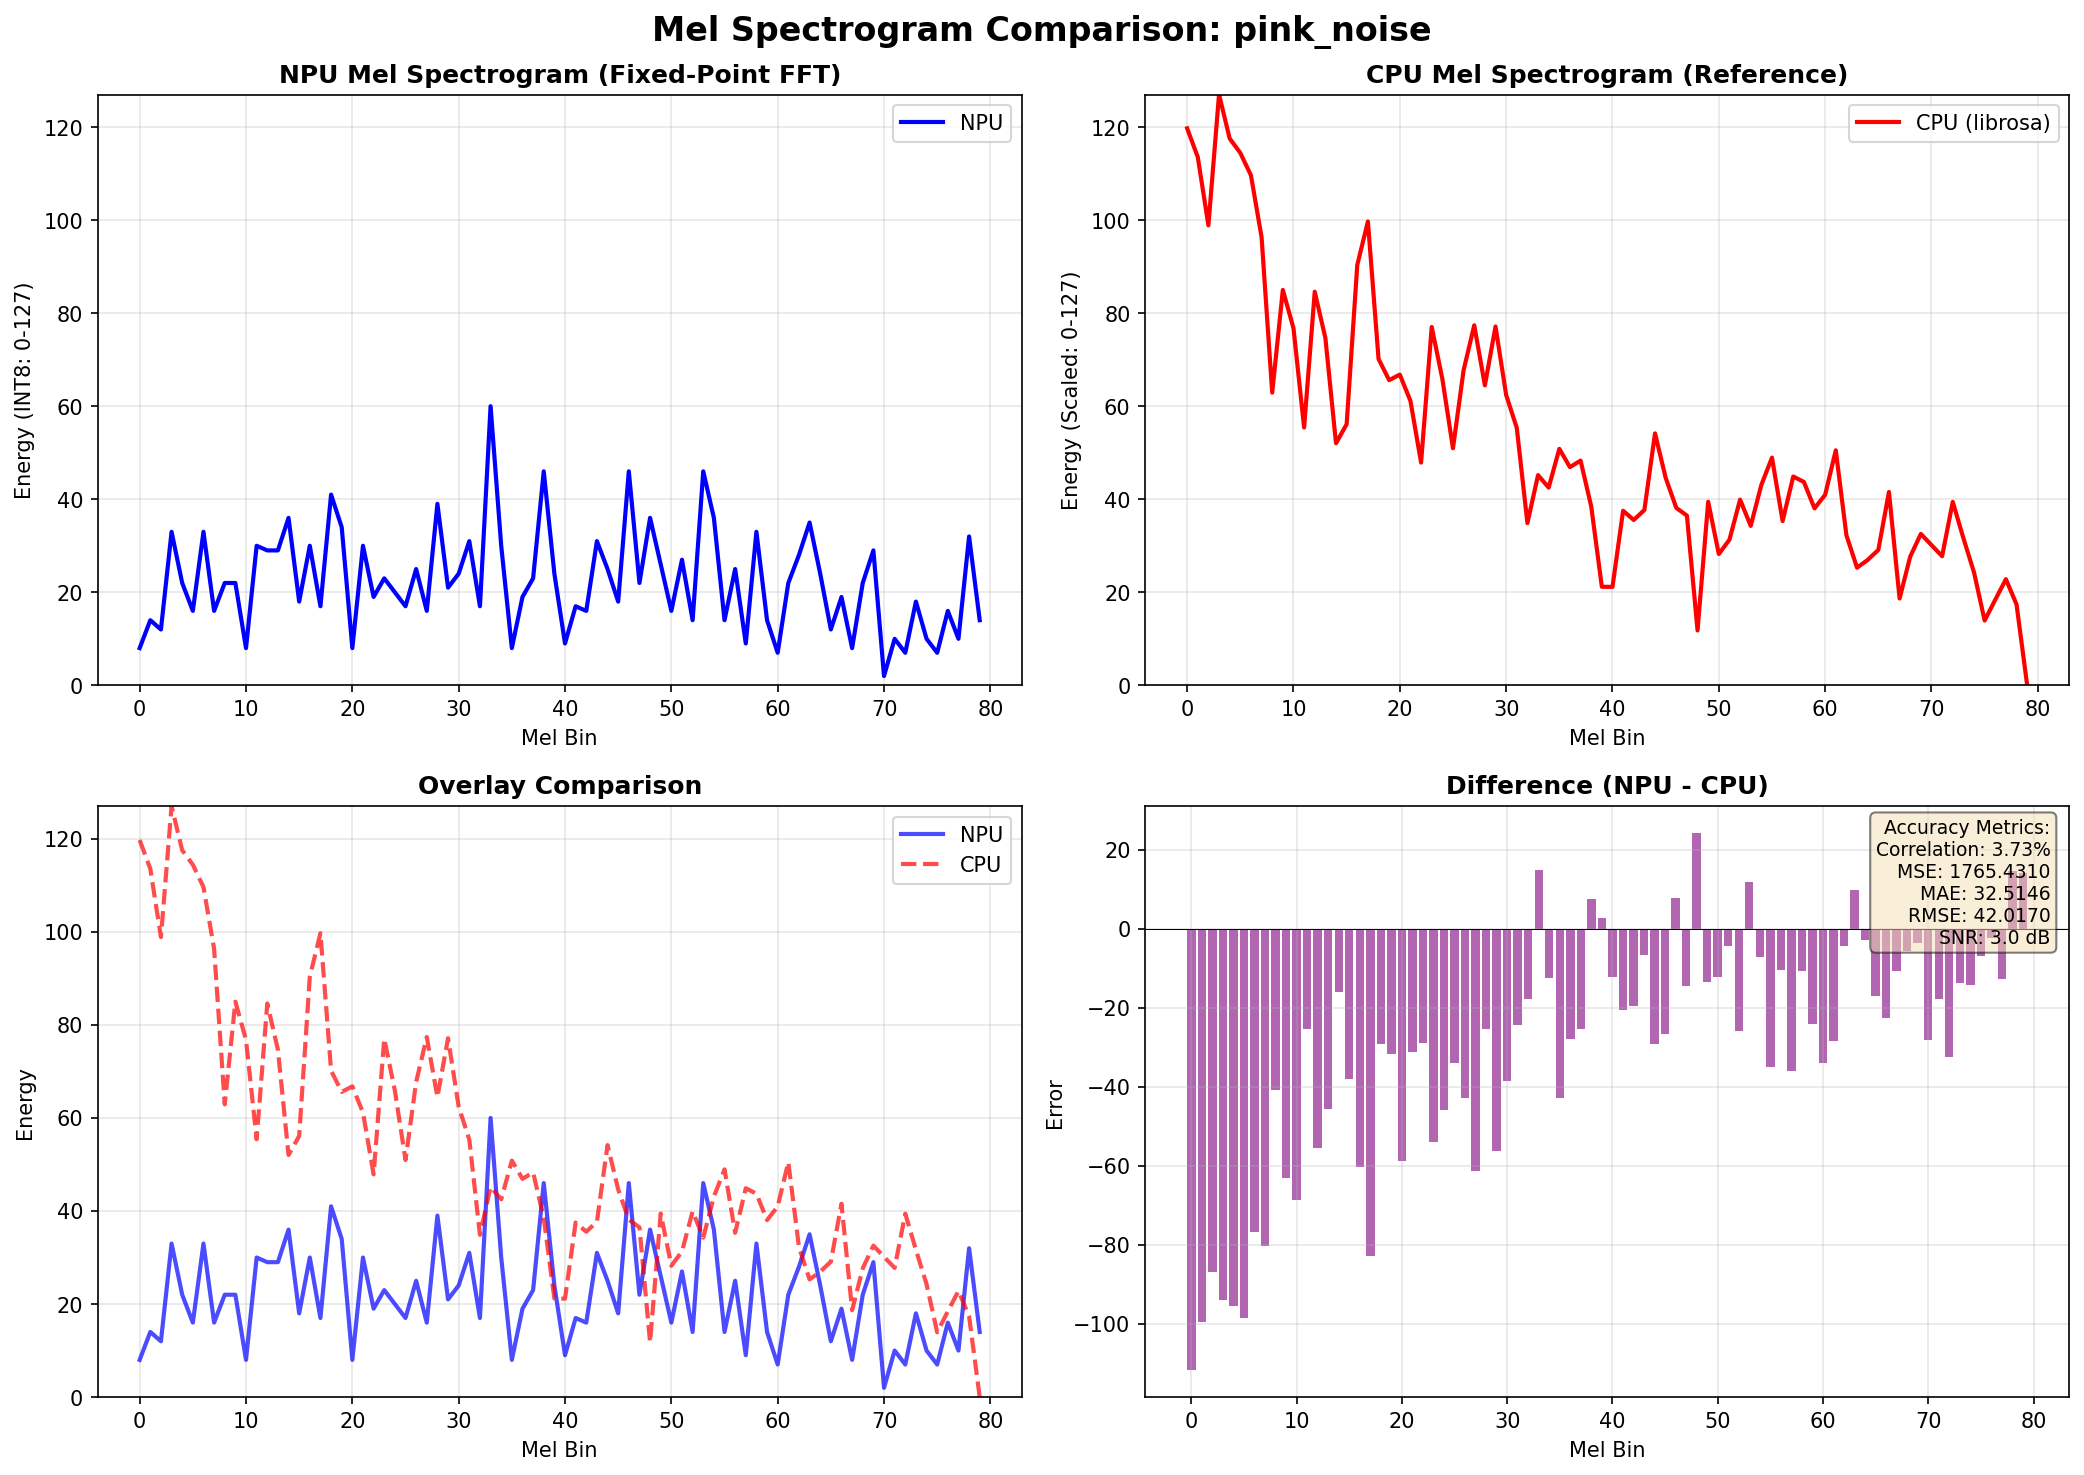 Mel Spectrogram Comparison: pink_noise
NPU Mel Spectrogram (Fixed-Point FFT)
Energy (INT8: 0-127)
120
100
80
60
40
20
0
NPU
0 10 20 30 40 50 60 70 80
Mel Bin
CPU Mel Spectrogram (Reference)
Energy (Scaled: 0-127)
120
100
80
60
40
20
0
CPU (librosa)
0 10 20 30 40 50 60 70 80
Mel Bin
Overlay Comparison
Energy
120
100
80
60
40
20
0
NPU
CPU
0 10 20 30 40 50 60 70 80
Mel Bin
Difference (NPU - CPU)
Error
20
0
−20
−40
−60
−80
−100
Accuracy Metrics:
Correlation: 3.73%
MSE: 1765.4310
MAE: 32.5146
RMSE: 42.0170
SNR: 3.0 dB
0 10 20 30 40 50 60 70 80
Mel Bin